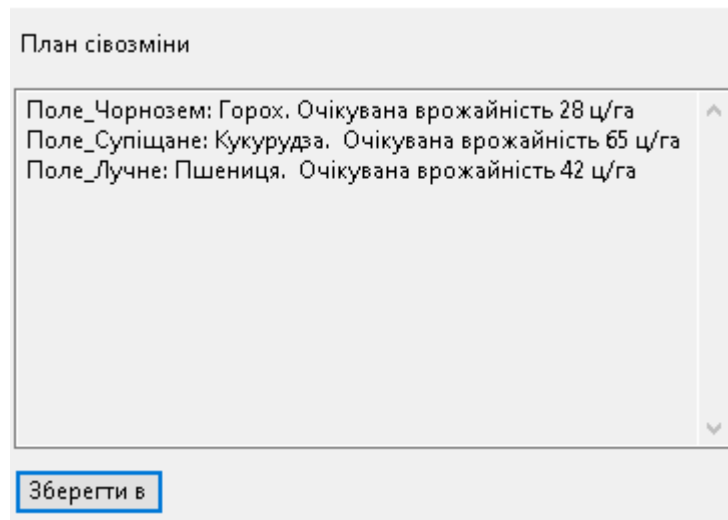 План сівозміни
Поле_Чорнозем: Горох. Очікувана врожайність 28 ц/га
Поле_Супіщане: Кукурудза.  Очікувана врожайність 65 ц/га
Поле_Лучне: Пшениця.  Очікувана врожайність 42 ц/га
Зберегти в